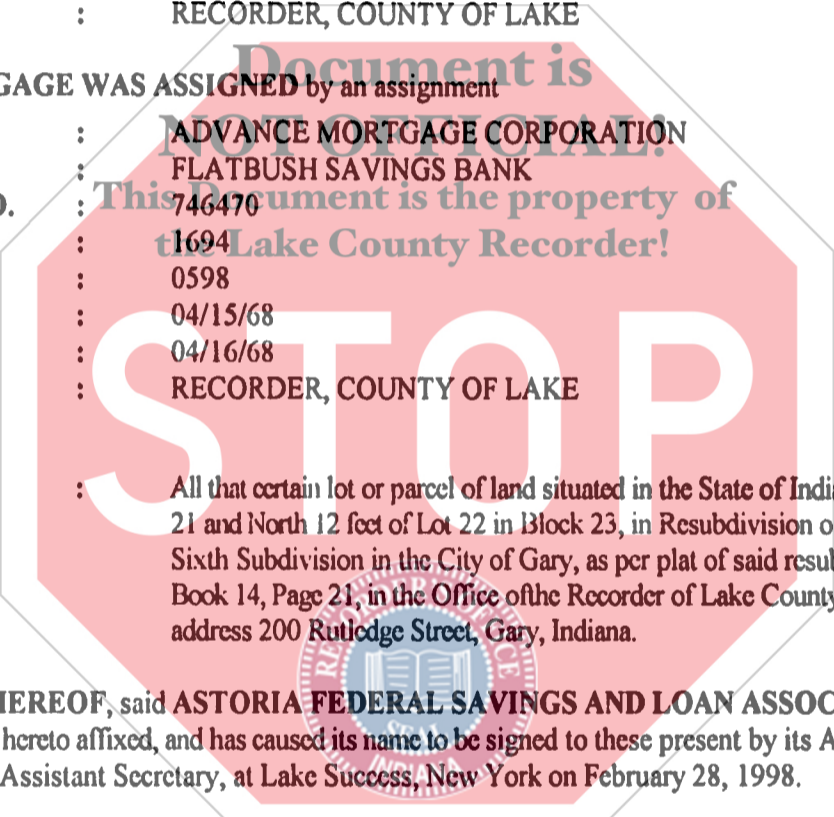 : RECORDER, COUNTY OF LAKE
Document is
GAGE WAS ASSIGNED by an assignment
: ADVANCE MORTGAGE CORPORATION
NOT OFFICIAL!
: FLATBUSH SAVINGS BANK
This Document is the property of
O. : 746470
: 1694
the Lake County Recorder!
: 0598
: 04/15/68
: 04/16/68
: RECORDER, COUNTY OF LAKE
STOP
: All that certain lot or parcel of land situated in the State of Indi
21 and North 12 feet of Lot 22 in Block 23, in Resubdivision o
Sixth Subdivision in the City of Gary, as per plat of said resu
Book 14, Page 21, in the Office ofthe Recorder of Lake County
address 200 Rutledge Street, Gary, Indiana.
RECORDER OFFICE
HEREOF, said ASTORIA FEDERAL SAVINGS AND LOAN ASSOC
hereto affixed, and has caused its name to be signed to these present by its A
SEAL
Assistant Secretary, at Lake Success, New York on February 28, 1998.
INDIANA